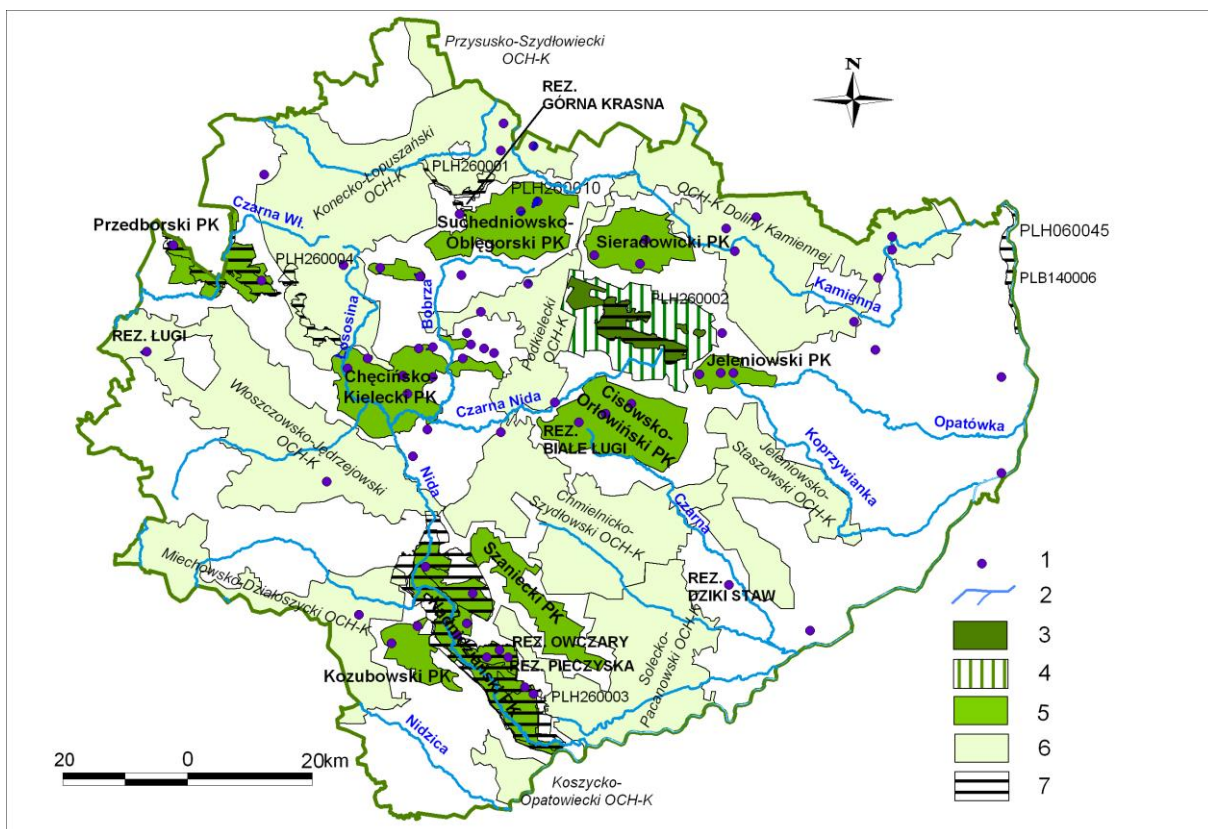 Przysusko-Szydłowiecki
OCH-K
N
REZ.
GÓRNA KRASNA
Konecko-Łopuszański
OCH-K
PLH260001
PLH260010
Suchedniowsko-
Oblęgorski PK
OCH-K Doliny Kamiennej
Sieradowicki PK
Czarna Wł.
Przedborski PK
PLH260004
PLH060045
PLB140006
PLH260002
Kamienna
Łososina
Bobrza
Podkielecki
OCH-K
REZ. ŁUGI
Chęcińsko-
Kielecki PK
Jeleniowski PK
Włoszczowsko-Jędrzejowski
OCH-K
Czarna Nida
Cisowsko-
Orłowiński PK
REZ.
BIAŁE ŁUGI
Opatówka
Koprzywianka
Jeleniowsko-
Staszowski OCH-K
Nida
Chmielnicko-
Szydłowski OCH-K
Czarna
Miechowsko-Działoszycki OCH-K
Szaniecki PK
REZ.
DZIKI STAW
Nadnidziański PK
REZ. OWCZARY
REZ. PIECZYSKA
Kozubowski PK
PLH260003
Solecko-
Pacanowski OCH-K
Nidzica
Koszycko-
Opatowiecki OCH-K
20 0 20km
1
2
3
4
5
6
7